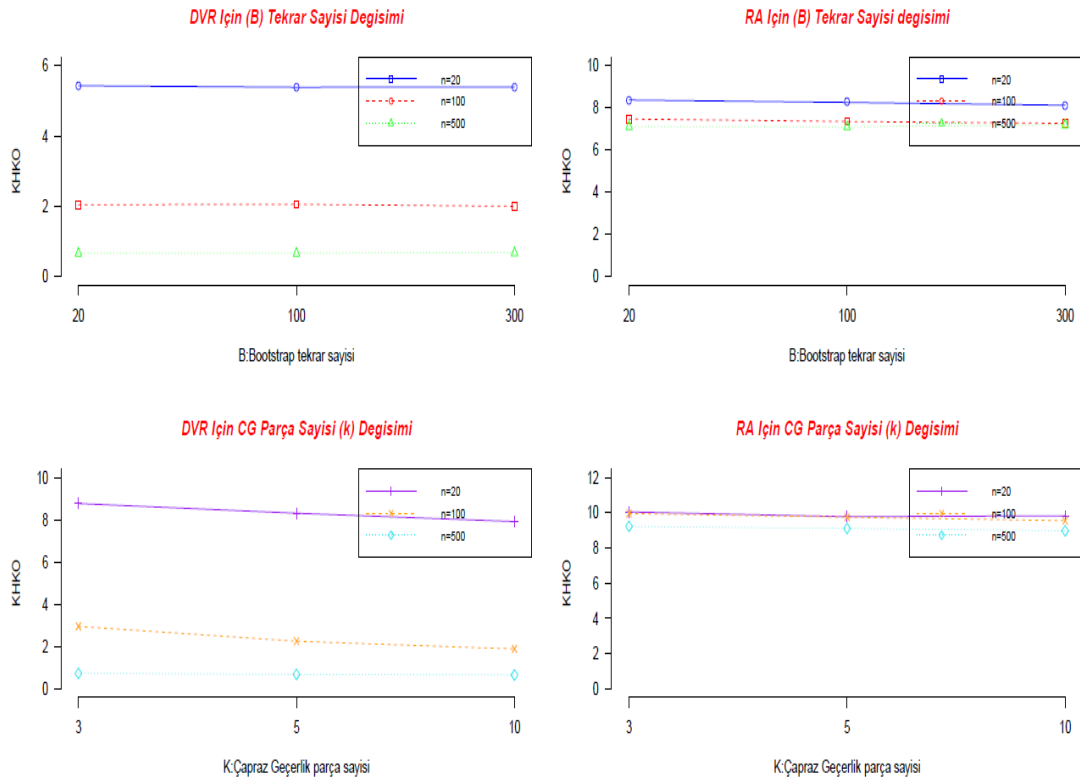 DVR Için (B) Tekrar Sayisi Degisimi
KHKO
6
4
2
0
n=20
n=100
n=500
20
100
300
B:Bootstrap tekrar sayisi
RA Için (B) Tekrar Sayisi degisimi
KHKO
10
8
6
4
2
0
n=20
n=100
n=500
20
100
300
B:Bootstrap tekrar sayisi
DVR Için CG Parça Sayisi (k) Degisimi
KHKO
10
8
6
4
2
0
n=20
n=100
n=500
3
5
10
K:Çapraz Geçerlik parça sayisi
RA Için CG Parça Sayisi (k) Degisimi
KHKO
12
10
8
6
4
2
0
n=20
n=100
n=500
3
5
10
K:Çapraz Geçerlik parça sayisi